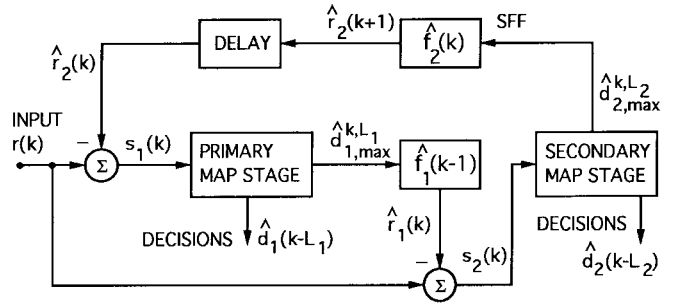 r̂₂(k+1)
SFF
DELAY
f̂₂(k)
r̂₂(k)
d̂₂,max^k,L₂
INPUT
r(k)
−
s₁(k)
Σ
PRIMARY
MAP STAGE
d̂₁,max^k,L₁
f̂₁(k-1)
SECONDARY
MAP STAGE
DECISIONS
d̂₁(k-L₁)
r̂₁(k)
−
Σ
s₂(k)
DECISIONS
d̂₂(k-L₂)